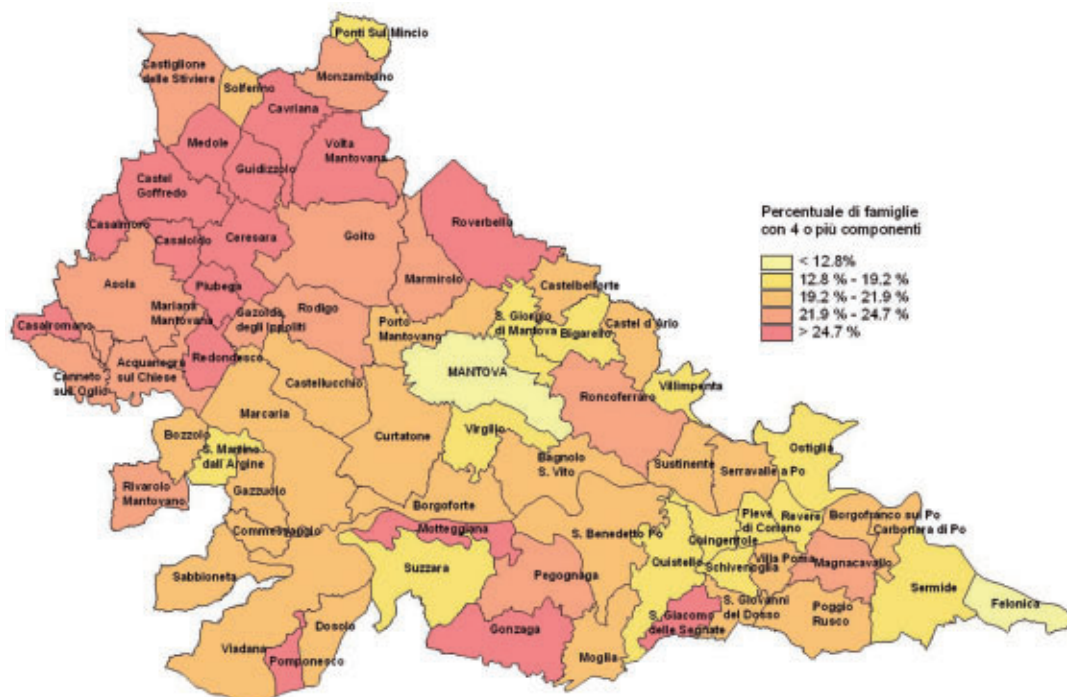 Ponti Sul Mincio
Castiglione
delle Stiviere
Monzambano
Solferino
Cavriana
Medole
Volta
Mantovana
Guidizzolo
Castel
Goffredo
Roverbella
Casalmoro
Casaloldo
Ceresara
Goito
Marmirolo
Asola
Piubega
Castelbelforte
Mariana
Mantovana
Gazoldo
degli Ippoliti
Rodigo
Porto
Mantovano
S. Giorgio
di Mantova
Bigarello
Castel d'Ario
Casalromano
Redondesco
Acquanegra
sul Chiese
Canneto
sull'Oglio
Castellucchio
MANTOVA
Roncoferraro
Villimpenta
Marcaria
Curtatone
Virgilio
Bozzolo
S. Martino
dall'Argine
Ostiglia
Bagnolo
S. Vito
Sustinente
Serravalle a Po
Rivarolo
Mantovano
Gazzuolo
Borgoforte
Commessaggio
Motteggiana
S. Benedetto Po
Pieve
di Coriano
Revere
Borgofranco sul Po
Carbonara di Po
Quingentole
Sabbioneta
Suzzara
Pegognaga
Quistello
Schivenoglia
Villa Poma
Magnacavallo
Sermide
Felonica
Viadana
Dosolo
Pomponesco
Gonzaga
Moglia
S. Giacomo
delle Segnate
S. Giovanni
del Dosso
Poggio
Rusco
Percentuale di famiglie
con 4 o più componenti
< 12.8%
12.8 % - 19.2 %
19.2 % - 21.9 %
21.9 % - 24.7 %
> 24.7 %